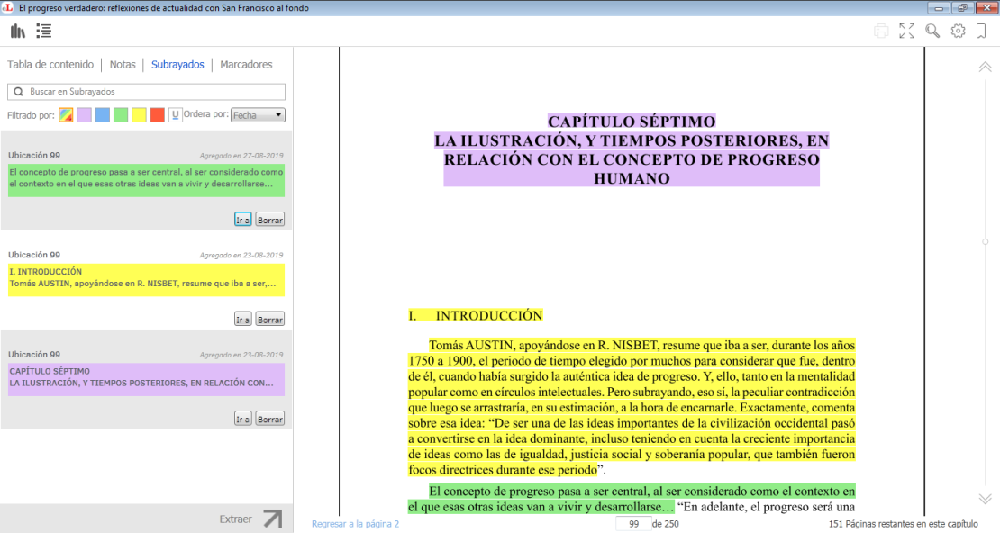 El progreso verdadero: reflexiones de actualidad con San Francisco al fondo
Tabla de contenido | Notas | Subrayados | Marcadores
Buscar en Subrayados
Filtrado por: U Ordera por: Fecha
Ubicación 99 Agregado en 27-08-2019
El concepto de progreso pasa a ser central, al ser considerado como
el contexto en el que esas otras ideas van a vivir y desarrollarse...
Ir a Borrar
Ubicación 99 Agregado en 23-08-2019
I. INTRODUCCIÓN
Tomás AUSTIN, apoyándose en R. NISBET, resume que iba a ser,...
Ir a Borrar
Ubicación 99 Agregado en 23-08-2019
CAPÍTULO SÉPTIMO
LA ILUSTRACIÓN, Y TIEMPOS POSTERIORES, EN RELACIÓN CON...
Ir a Borrar
Extraer
CAPÍTULO SÉPTIMO
LA ILUSTRACIÓN, Y TIEMPOS POSTERIORES, EN
RELACIÓN CON EL CONCEPTO DE PROGRESO
HUMANO
I. INTRODUCCIÓN
Tomás AUSTIN, apoyándose en R. NISBET, resume que iba a ser, durante los años
1750 a 1900, el periodo de tiempo elegido por muchos para considerar que fue, dentro
de él, cuando había surgido la auténtica idea de progreso. Y, ello, tanto en la mentalidad
popular como en círculos intelectuales. Pero subrayando, eso sí, la peculiar contradicción
que luego se arrastraría, en su estimación, a la hora de encarnarle. Exactamente, comenta
sobre esa idea: “De ser una de las ideas importantes de la civilización occidental pasó
a convertirse en la idea dominante, incluso teniendo en cuenta la creciente importancia
de ideas como las de igualdad, justicia social y soberanía popular, que también fueron
focos directrices durante ese periodo”.
El concepto de progreso pasa a ser central, al ser considerado como el contexto en
el que esas otras ideas van a vivir y desarrollarse… “En adelante, el progreso será una
Regresar a la página 2 99 de 250 151 Páginas restantes en este capítulo